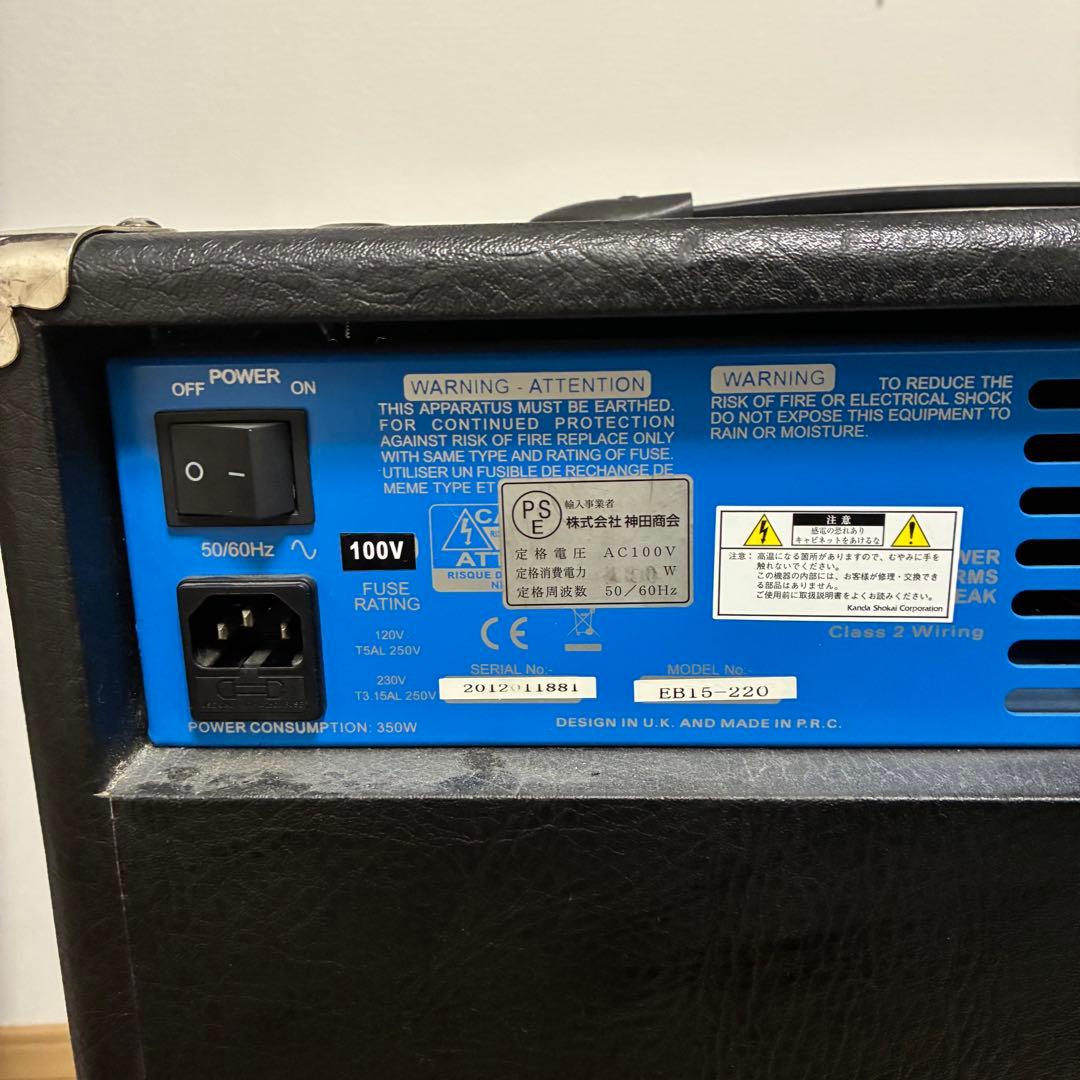 OFF POWER ON
WARNING - ATTENTION
THIS APPARATUS MUST BE EARTHED.
FOR CONTINUED PROTECTION
AGAINST RISK OF FIRE REPLACE ONLY
WITH SAME TYPE AND RATING OF FUSE.
UTILISER UN FUSIBLE DE RECHANGE DE
MEME TYPE ET
WARNING TO REDUCE THE
RISK OF FIRE OR ELECTRICAL SHOCK
DO NOT EXPOSE THIS EQUIPMENT TO
RAIN OR MOISTURE.
50/60Hz
100V
FUSE
RATING
120V
T5AL 250V
230V
T3.15AL 250V
POWER CONSUMPTION: 350W
CA
ATT
RISQUE D
PSE
輸入事業者
株式会社 神田商会
定格電圧 AC100V
定格消費電力 W
定格周波数 50/60Hz
注意
感電の恐れあり
キャビネットをあけるな
注意: 高温になる箇所がありますので、むやみに手を
触れないでください。
この機器の内部には、お客様が修理・交換でき
る部品はありません。
ご使用前に取扱説明書をよくお読みください。
Kanda Shokai Corporation
WER
RMS
EAK
Class 2 Wiring
CE
SERIAL No:-
2012011881
MODEL No:-
EB15-220
DESIGN IN U.K. AND MADE IN P.R.C.